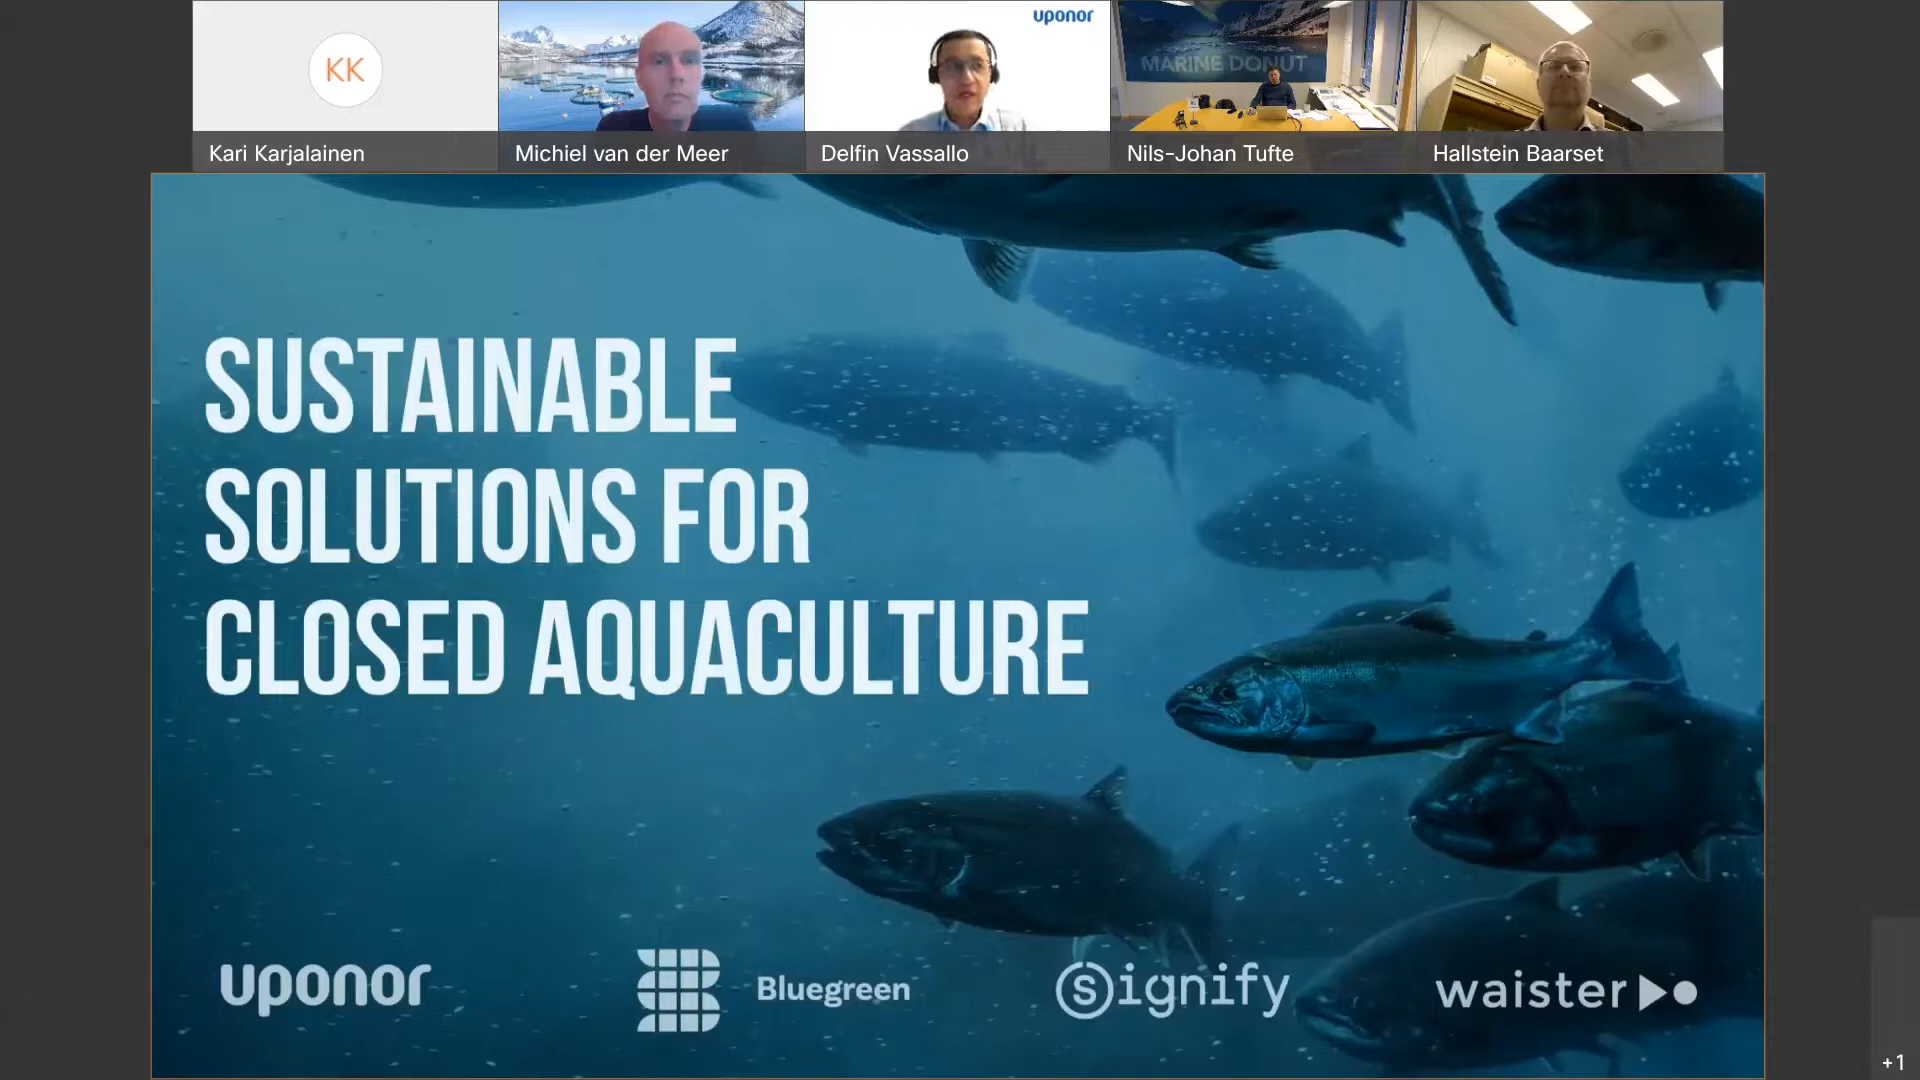 KK
uponor
MARINE DONUT
Kari Karjalainen
Michiel van der Meer
Delfin Vassallo
Nils-Johan Tufte
Hallstein Baarset
SUSTAINABLE
SOLUTIONS FOR
CLOSED AQUACULTURE
uponor
Bluegreen
Signify
waister
+1